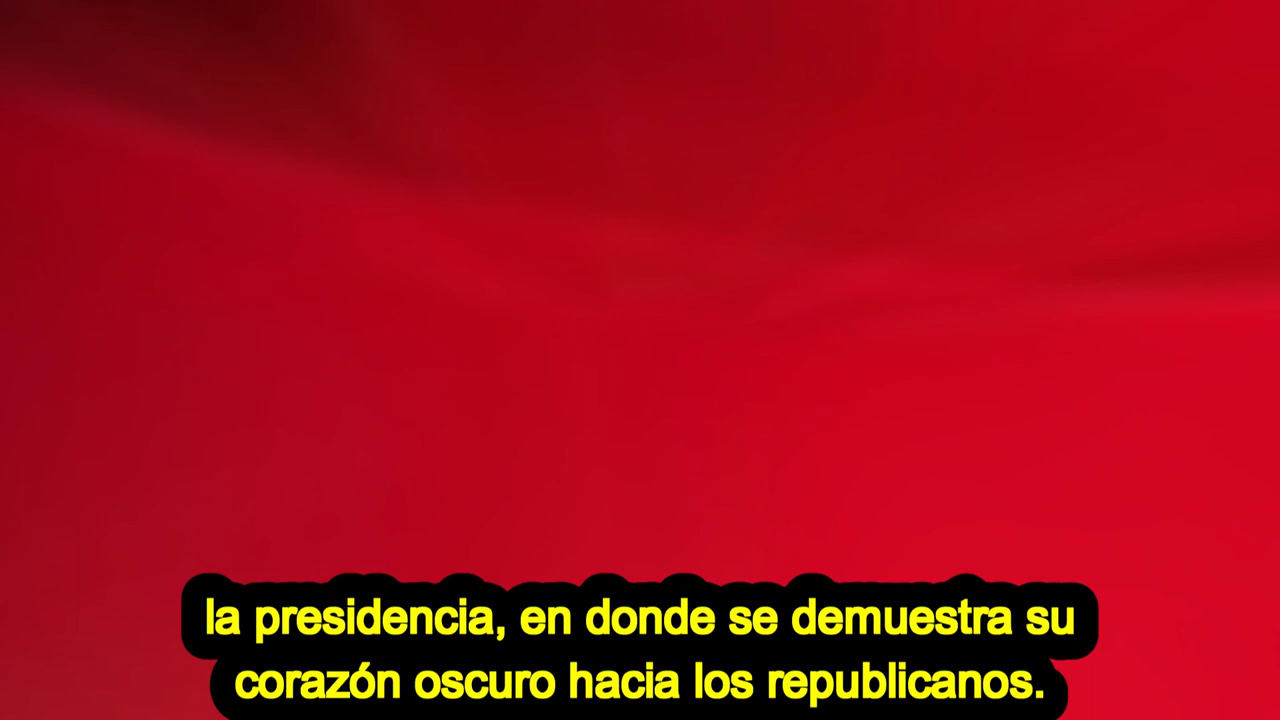 la presidencia, en donde se demuestra su
corazón oscuro hacia los republicanos.